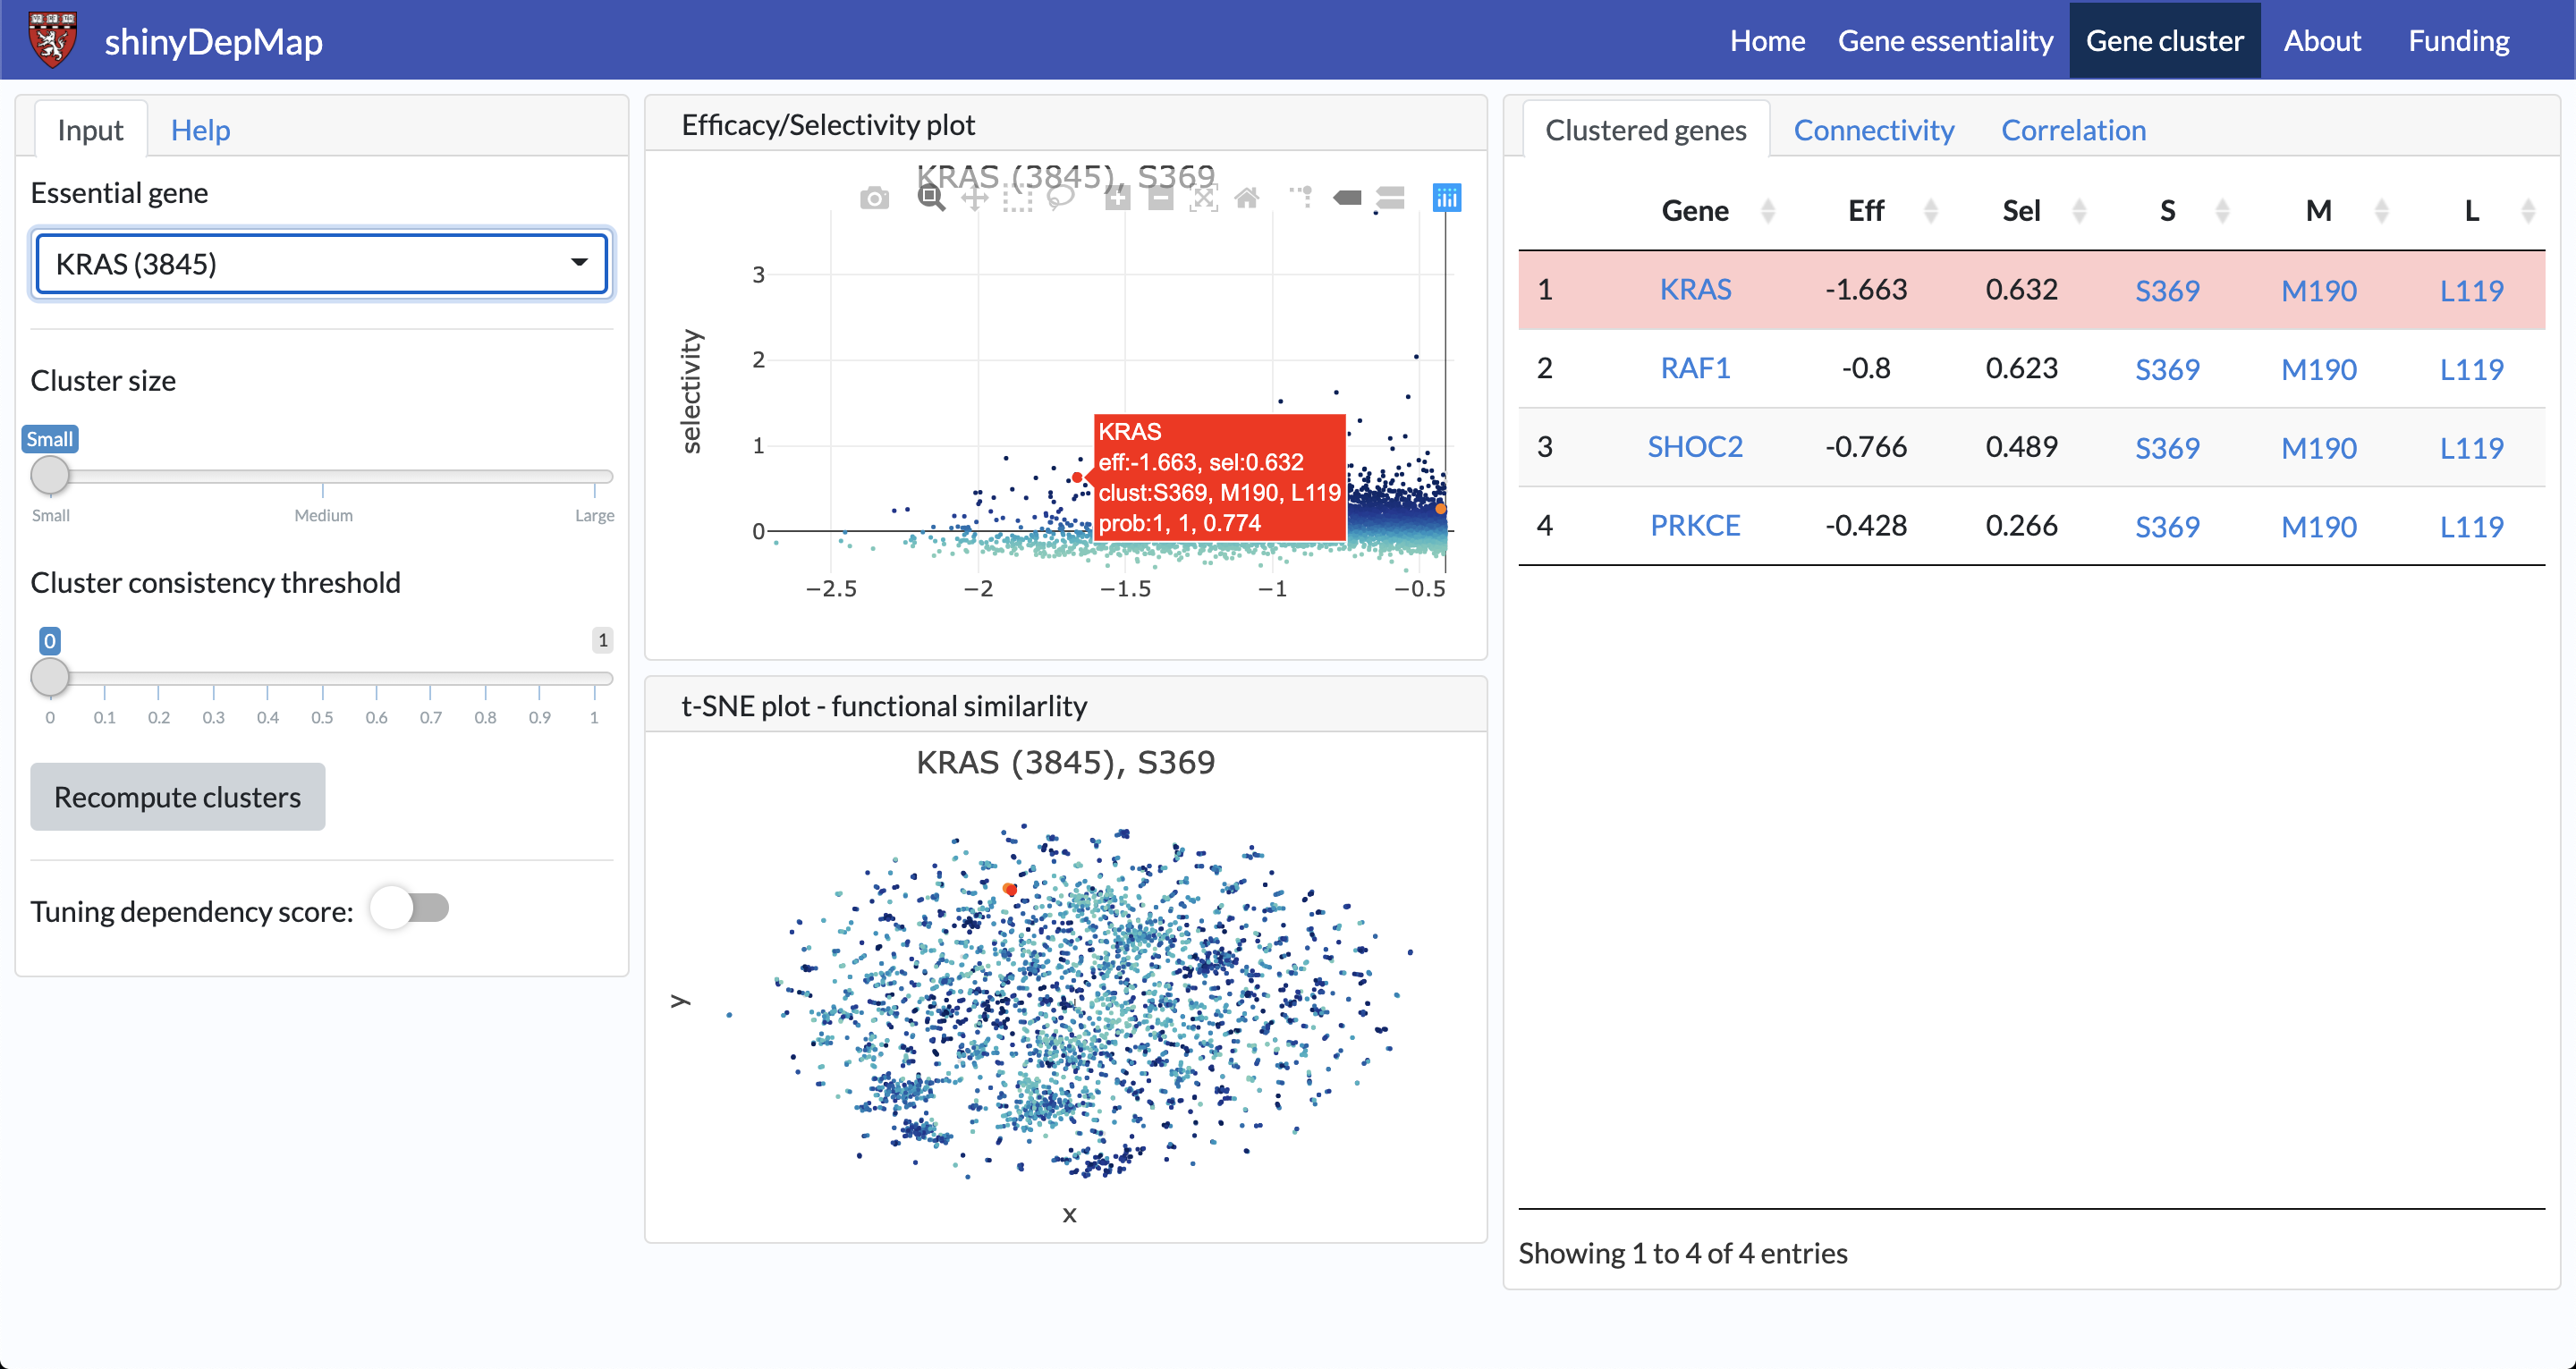 shinyDepMap
Home Gene essentiality Gene cluster About Funding
Input Help
Essential gene
KRAS (3845)
Cluster size
Small
Small Medium Large
Cluster consistency threshold
0 1
0 0.1 0.2 0.3 0.4 0.5 0.6 0.7 0.8 0.9 1
Recompute clusters
Tuning dependency score:
Efficacy/Selectivity plot
KRAS (3845), S369
selectivity
3
2
1
0
−2.5 −2 −1.5 −1 −0.5
KRAS
eff:-1.663, sel:0.632
clust:S369, M190, L119
prob:1, 1, 0.774
t-SNE plot - functional similarlity
KRAS (3845), S369
y
x
Clustered genes Connectivity Correlation
Gene Eff Sel S M L
1 KRAS -1.663 0.632 S369 M190 L119
2 RAF1 -0.8 0.623 S369 M190 L119
3 SHOC2 -0.766 0.489 S369 M190 L119
4 PRKCE -0.428 0.266 S369 M190 L119
Showing 1 to 4 of 4 entries